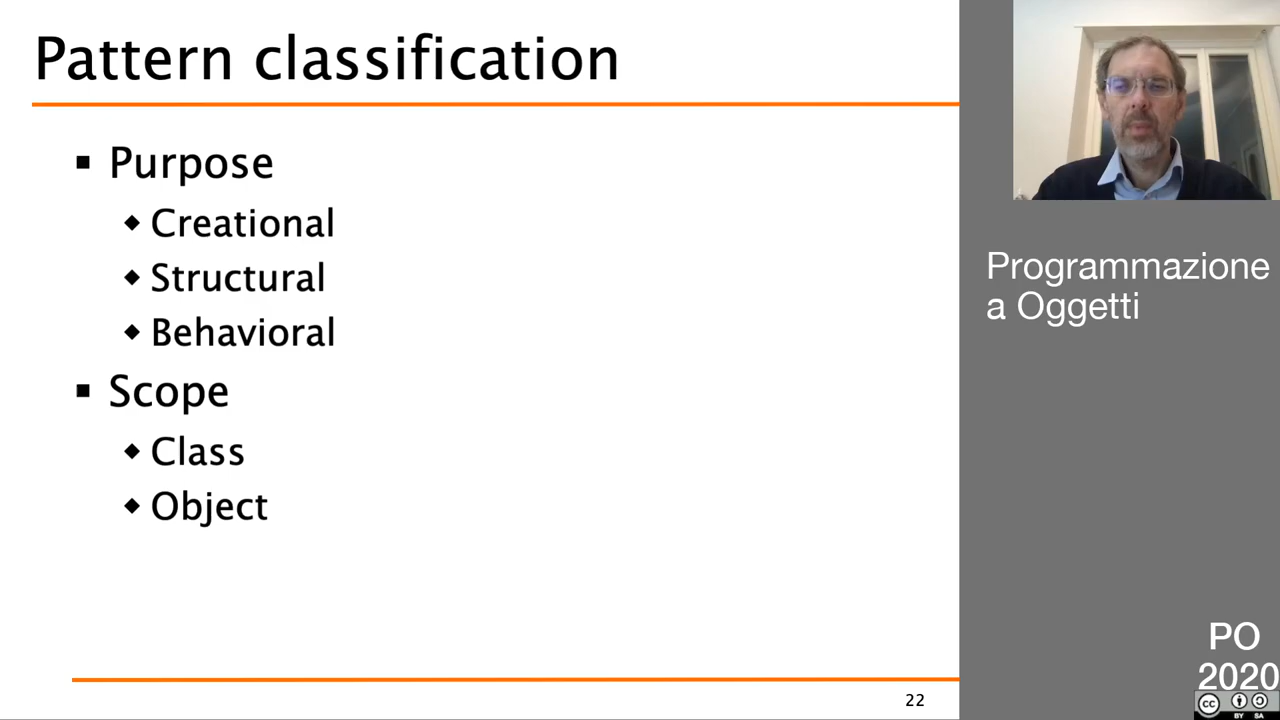 Pattern classification
Purpose
Creational
Structural
Behavioral
Scope
Class
Object
22
Programmazione
a Oggetti
PO
2020
CC
BY SA